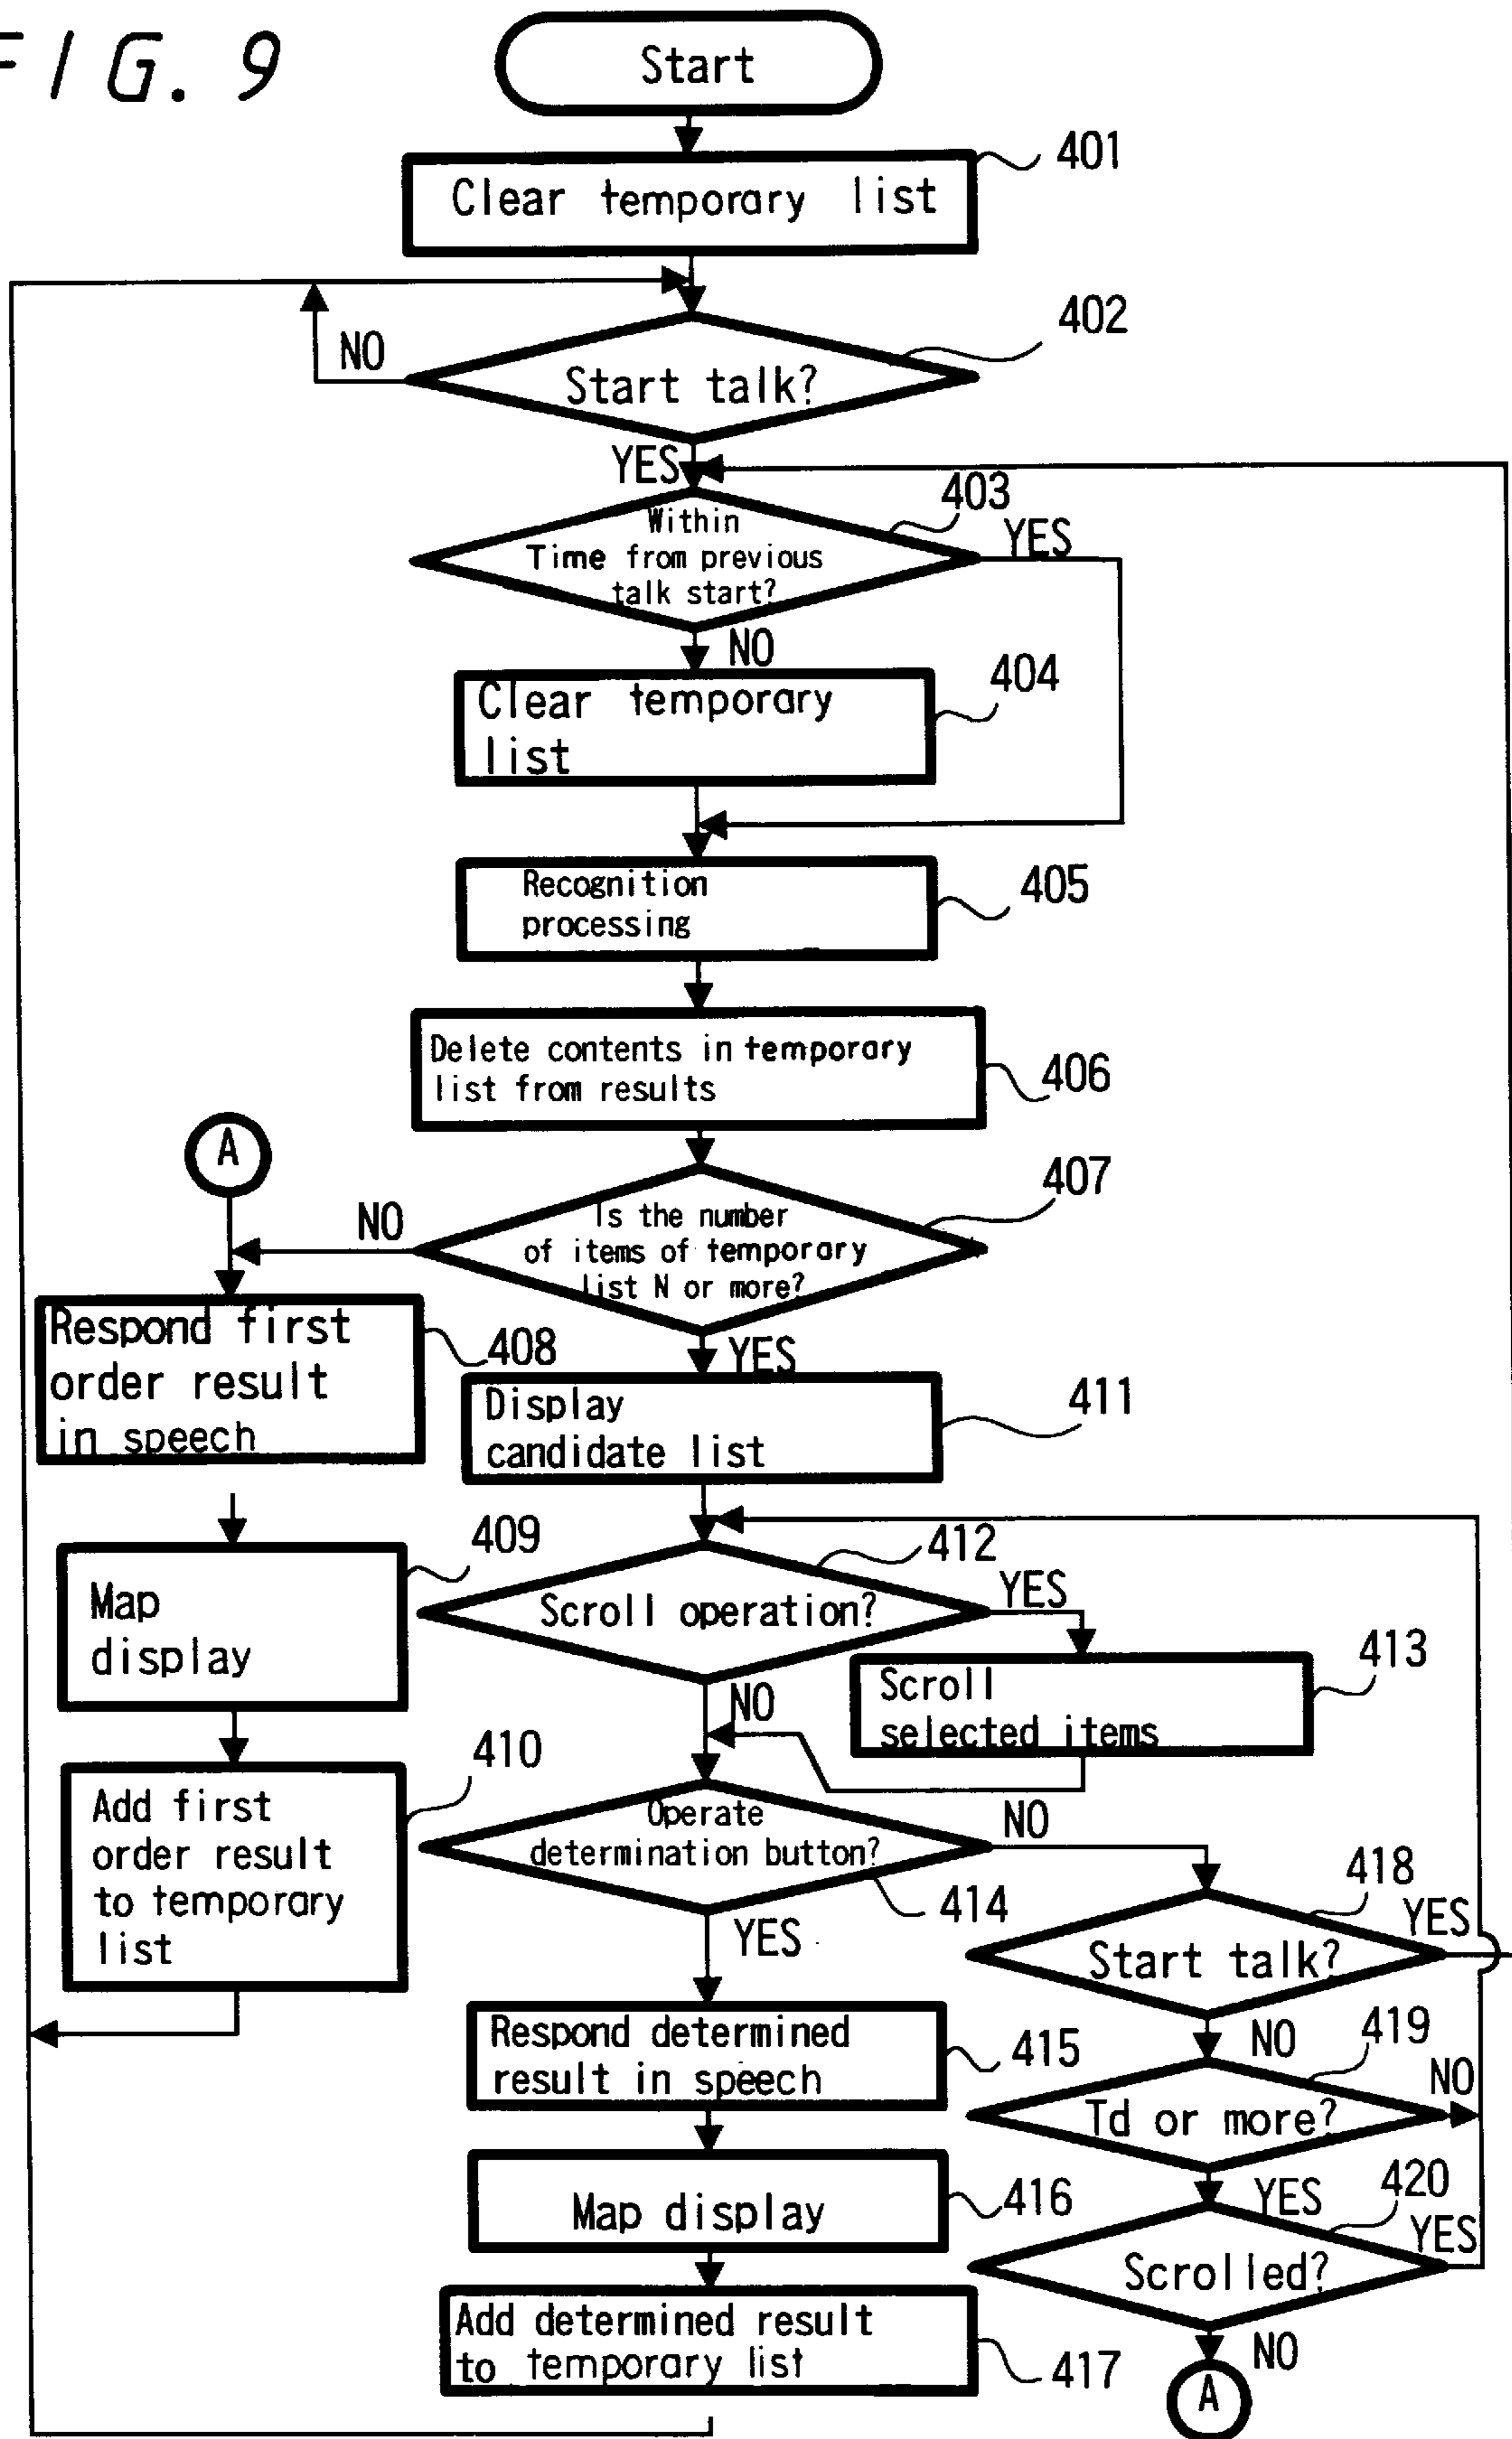 FIG. 9
Start
Clear temporary list
401
Start talk?
402
NO
YES
Within
Time from previous
talk start?
403
YES
NO
Clear temporary
list
404
Recognition
processing
405
Delete contents in temporary
list from results
406
A
Is the number
of items of temporary
list N or more?
407
NO
YES
Respond first
order result
in speech
408
Display
candidate list
411
Map
display
409
Scroll operation?
412
YES
NO
Scroll
selected items
413
Add first
order result
to temporary
list
410
Operate
determination button?
414
NO
YES
Start talk?
418
YES
NO
Respond determined
result in speech
415
Td or more?
419
NO
YES
Map display
416
Scrolled?
420
YES
NO
Add determined result
to temporary list
417
A